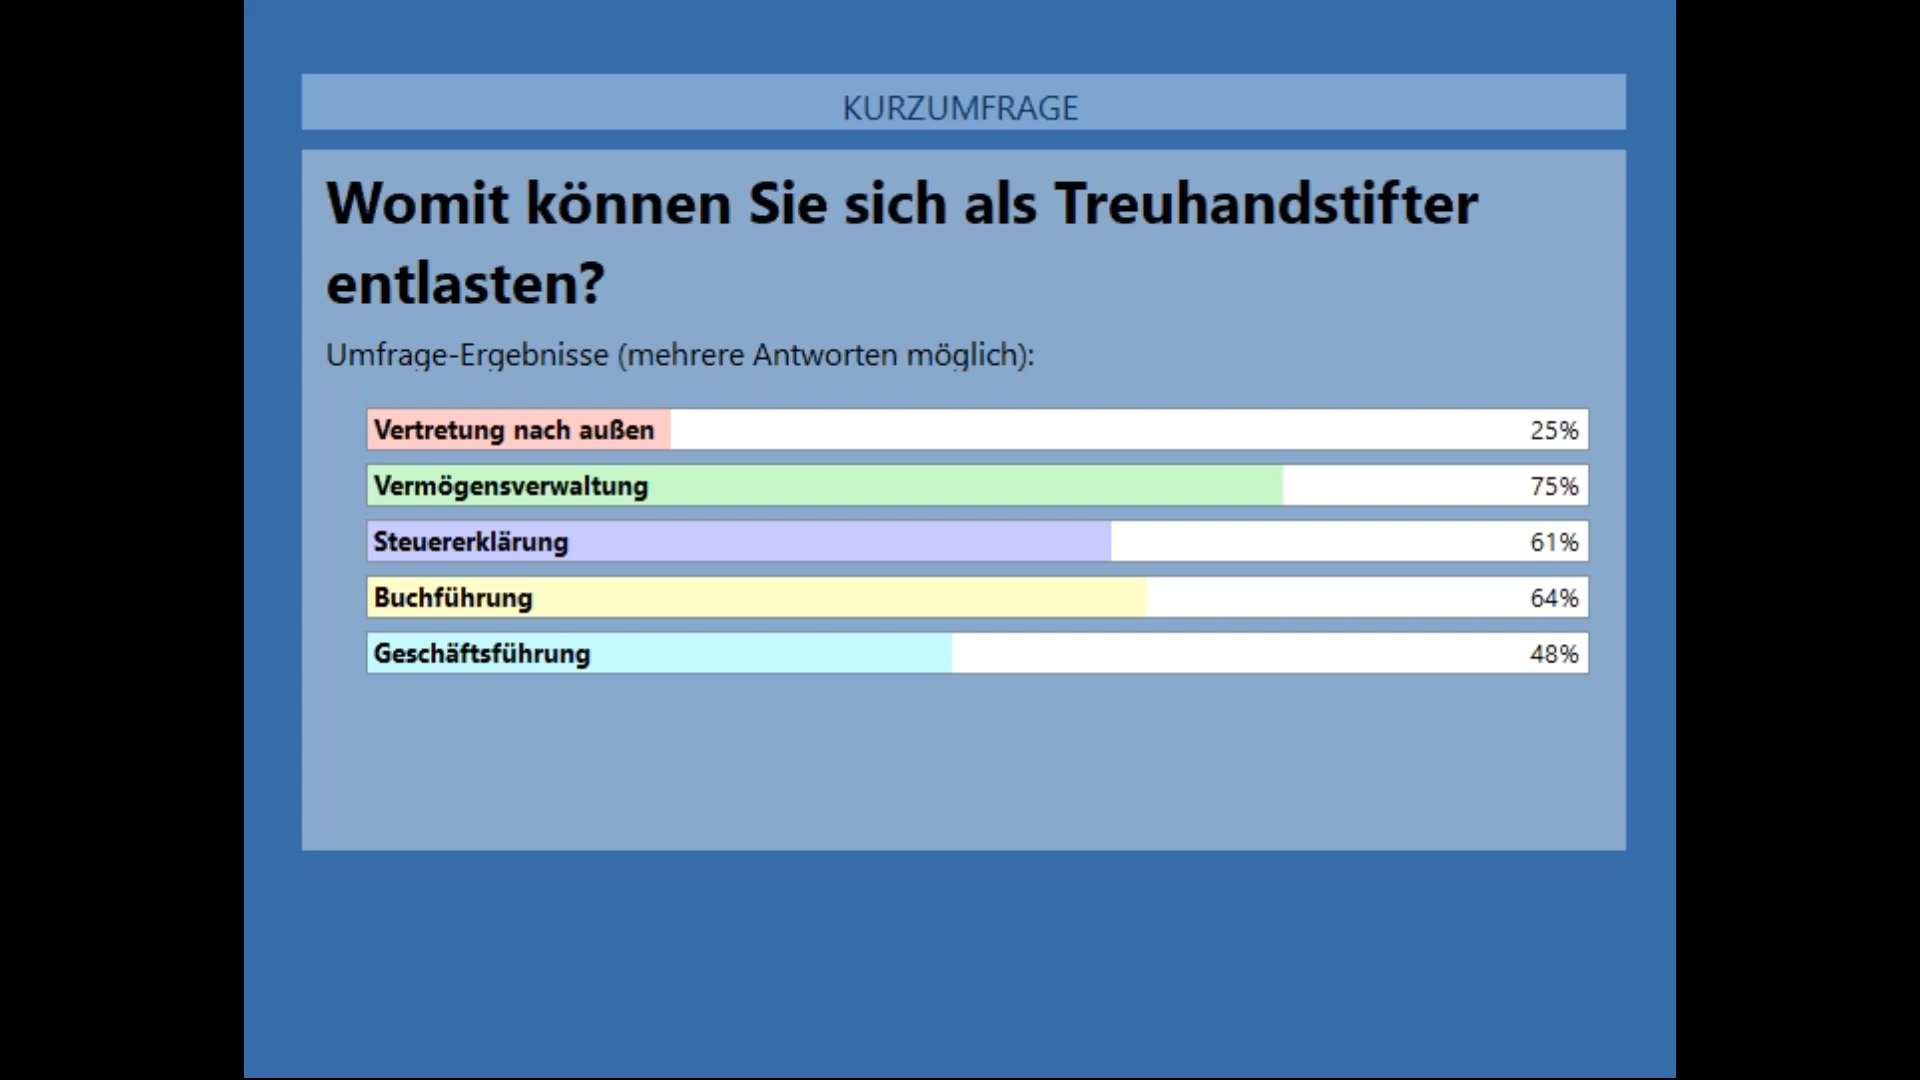 KURZUMFRAGE
Womit können Sie sich als Treuhandstifter
entlasten?
Umfrage-Ergebnisse (mehrere Antworten möglich):
Vertretung nach außen 25%
Vermögensverwaltung 75%
Steuererklärung 61%
Buchführung 64%
Geschäftsführung 48%